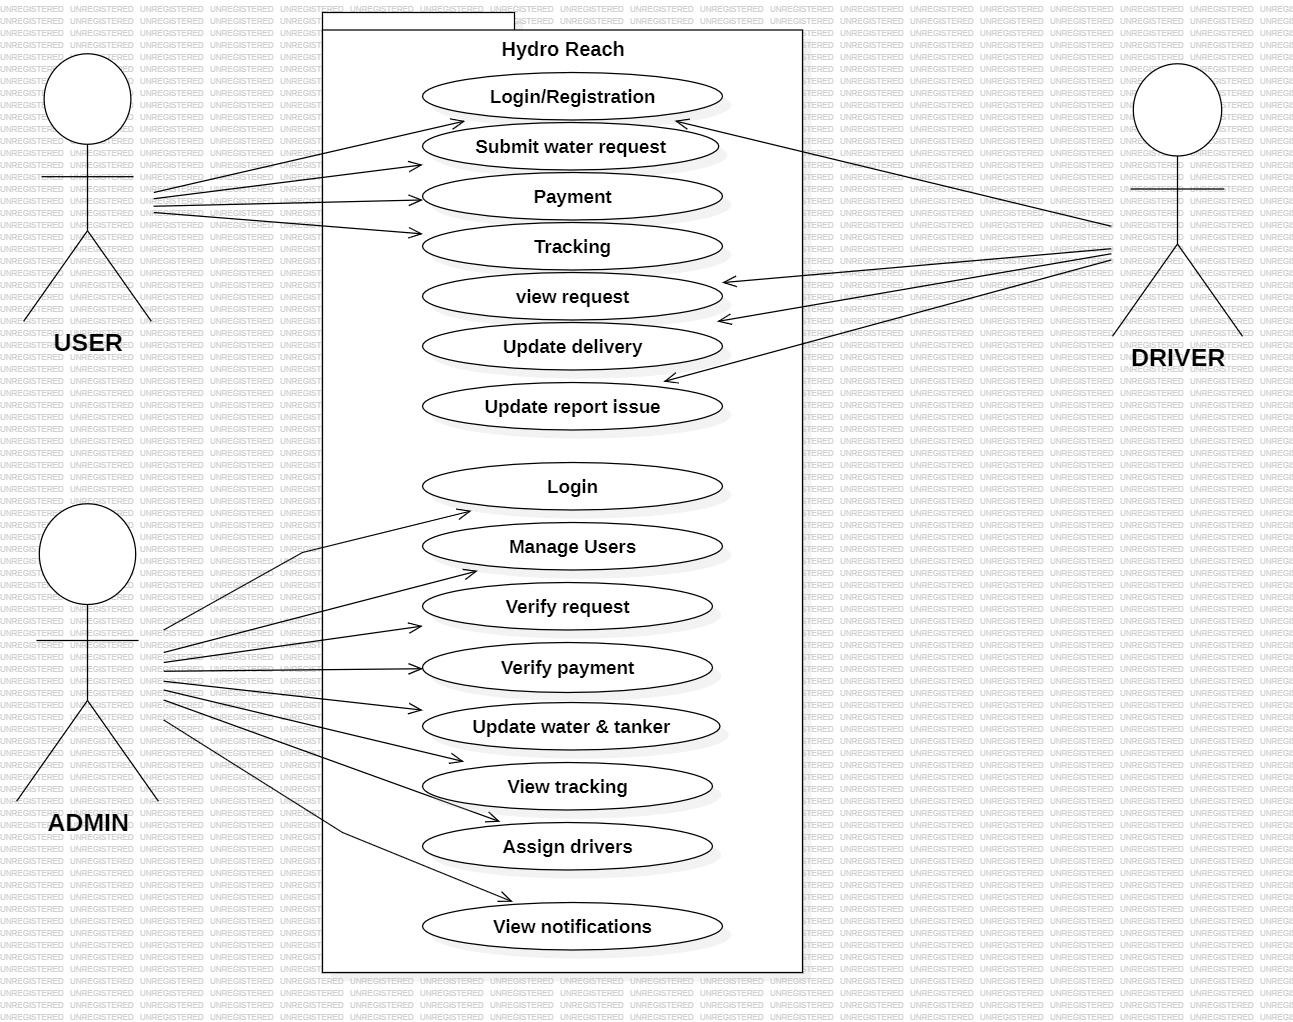 Hydro Reach
Login/Registration
Submit water request
Payment
Tracking
view request
Update delivery
Update report issue
Login
Manage Users
Verify request
Verify payment
Update water & tanker
View tracking
Assign drivers
View notifications
USER
DRIVER
ADMIN
UNREGISTERED